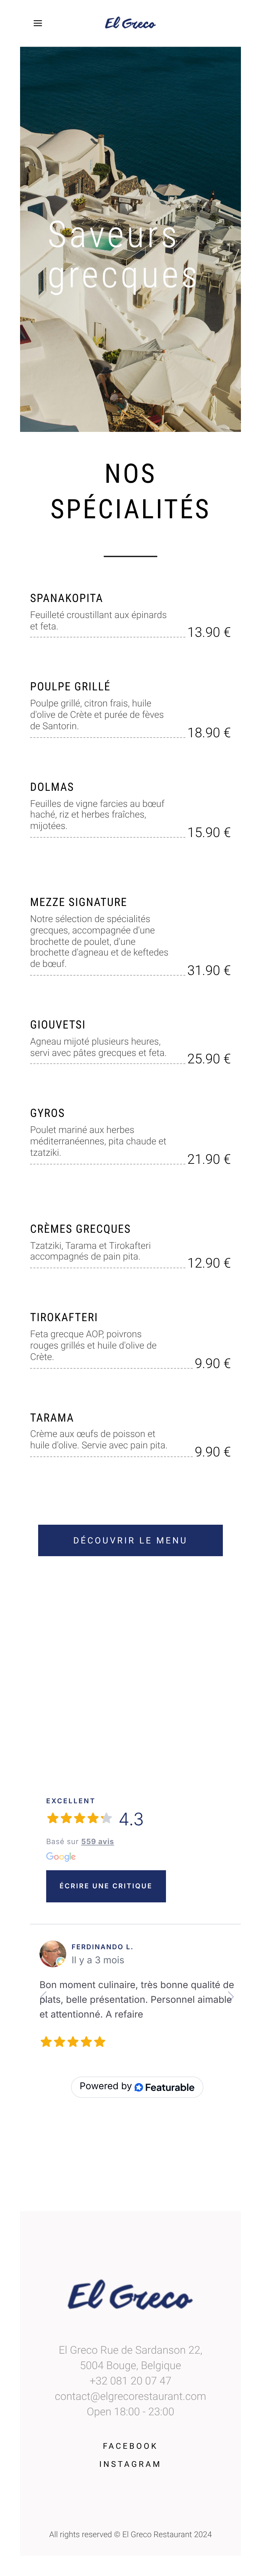 El Greco
Saveurs
grecques
NOS
SPÉCIALITÉS
SPANAKOPITA
Feuilleté croustillant aux épinards
et feta.
13.90 €
POULPE GRILLÉ
Poulpe grillé, citron frais, huile
d'olive de Crète et purée de fèves
de Santorin.
18.90 €
DOLMAS
Feuilles de vigne farcies au bœuf
haché, riz et herbes fraîches,
mijotées.
15.90 €
MEZZE SIGNATURE
Notre sélection de spécialités
grecques, accompagnée d'une
brochette de poulet, d'une
brochette d'agneau et de keftedes
de bœuf.
31.90 €
GIOUVETSI
Agneau mijoté plusieurs heures,
servi avec pâtes grecques et feta.
25.90 €
GYROS
Poulet mariné aux herbes
méditerranéennes, pita chaude et
tzatziki.
21.90 €
CRÈMES GRECQUES
Tzatziki, Tarama et Tirokafteri
accompagnés de pain pita.
12.90 €
TIROKAFTERI
Feta grecque AOP, poivrons
rouges grillés et huile d'olive de
Crète.
9.90 €
TARAMA
Crème aux œufs de poisson et
huile d'olive. Servie avec pain pita.
9.90 €
DÉCOUVRIR LE MENU
EXCELLENT
4.3
Basé sur 559 avis
Google
ÉCRIRE UNE CRITIQUE
FERDINANDO L.
Il y a 3 mois
Bon moment culinaire, très bonne qualité de
plats, belle présentation. Personnel aimable
et attentionné. A refaire
Powered by Featurable
El Greco
El Greco Rue de Sardanson 22,
5004 Bouge, Belgique
+32 081 20 07 47
contact@elgrecorestaurant.com
Open 18:00 - 23:00
FACEBOOK
INSTAGRAM
All rights reserved © El Greco Restaurant 2024